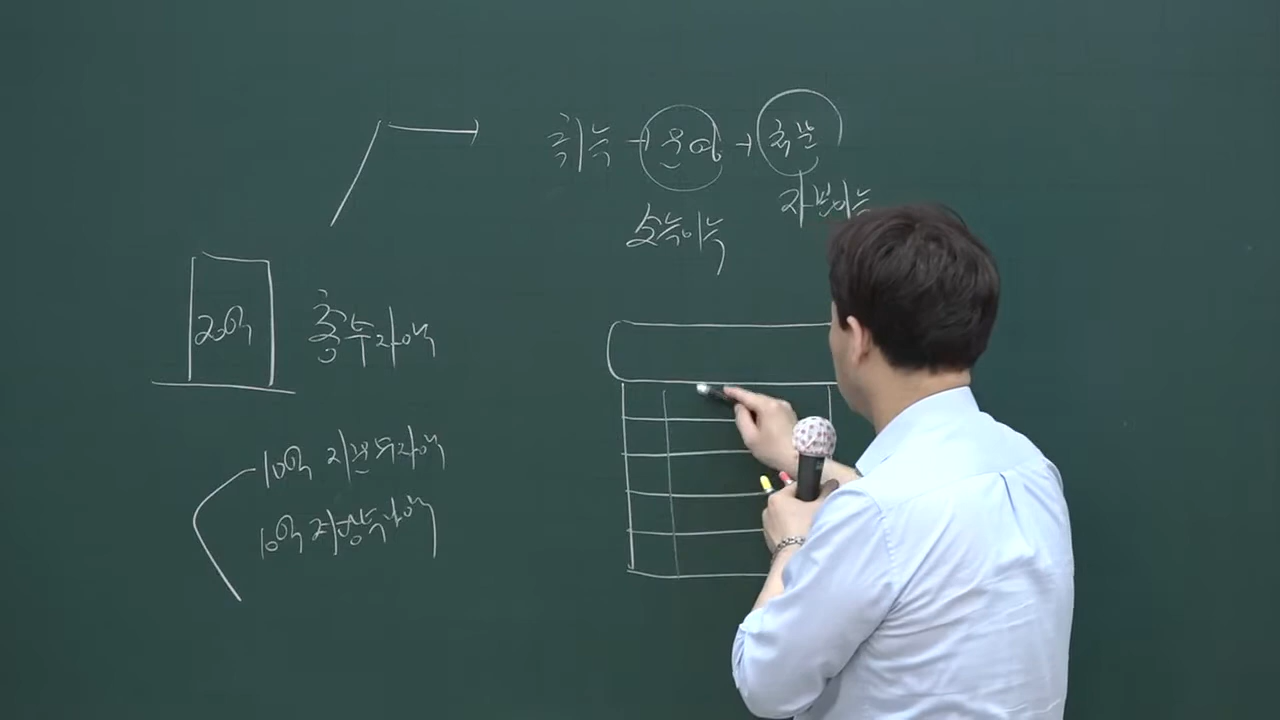 취득 → 운영 → 처분
소득이득
자본이득
20억
총투자액
10억 지분투자액
10억 저당투자액